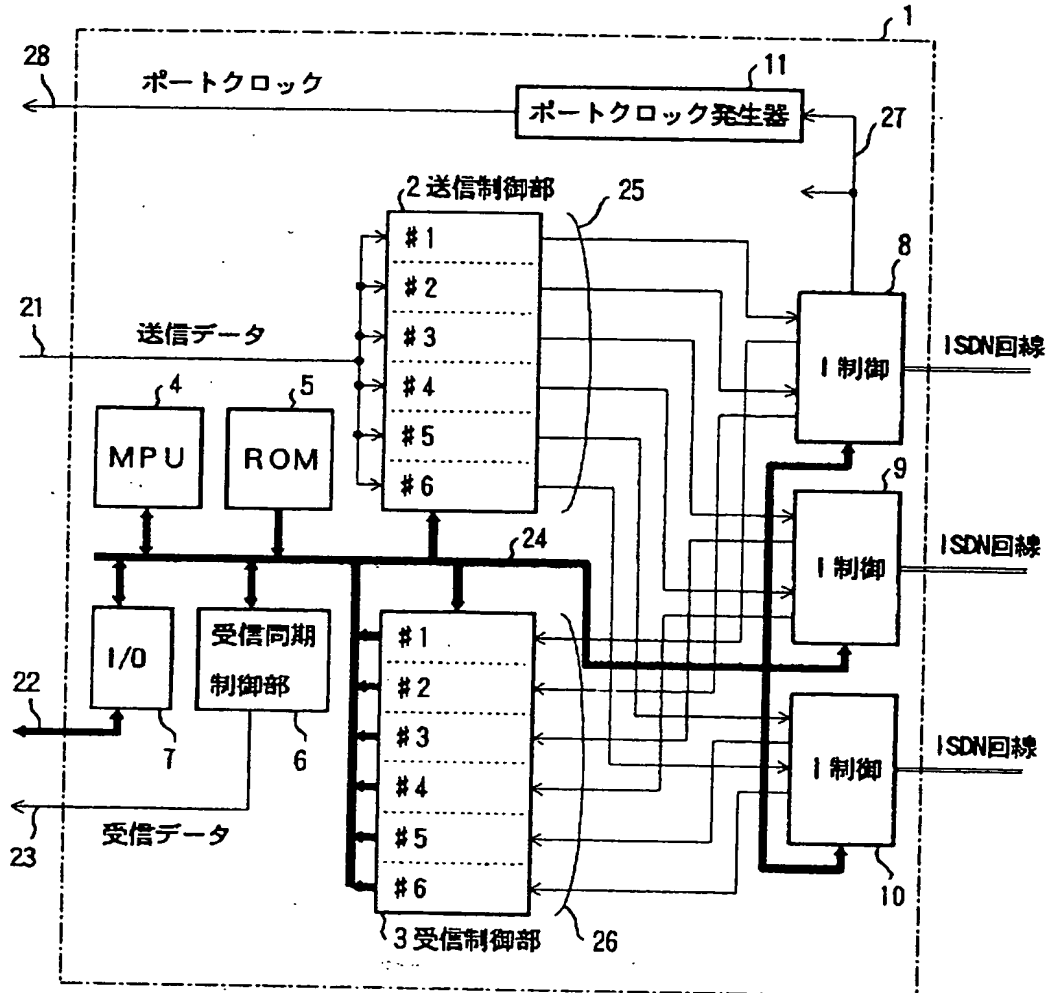 1
28
ポートクロック
11
ポートクロック発生器
27
2 送信制御部
25
#1
#2
#3
#4
#5
#6
8
I制御
ISDN回線
21
送信データ
4
MPU
5
ROM
9
I制御
ISDN回線
24
I/O
7
受信同期
制御部
6
22
#1
#2
#3
#4
#5
#6
I制御
ISDN回線
10
23
受信データ
3 受信制御部
26